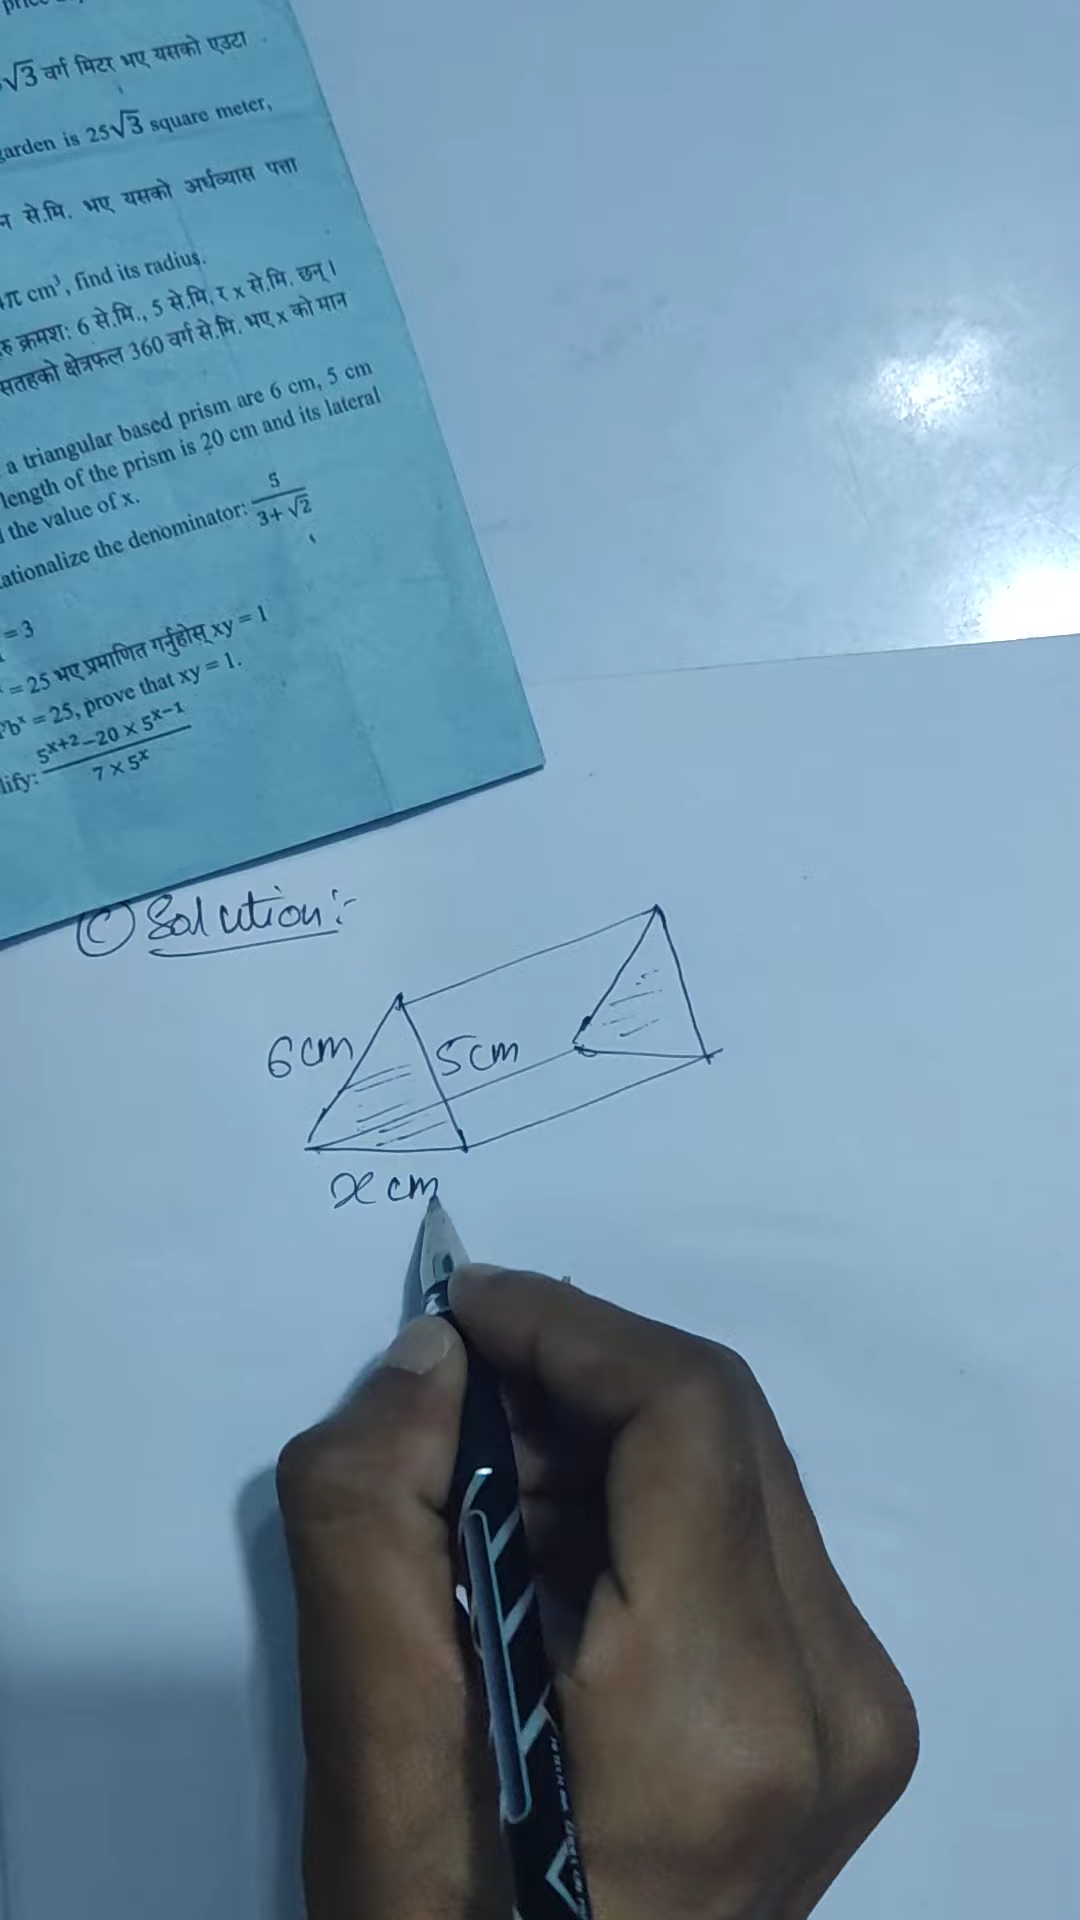 √3 वर्ग मिटर भए यसको एउटा
garden is 25√3 square meter,
से.मि. भए यसको अर्धव्यास पत्ता
π cm³, find its radius.
क्रमश: 6 से.मि., 5 से.मि. र x से.मि. छन् ।
सतहको क्षेत्रफल 360 वर्ग से.मि. भए x को मान
a triangular based prism are 6 cm, 5 cm
length of the prism is 20 cm and its lateral
the value of x.
ationalize the denominator: 5/(3+√2)
= 3
= 25 भए प्रमाणित गर्नुहोस् xy = 1
bˣ = 25, prove that xy = 1.
lify: (5ˣ⁺²–20 × 5ˣ⁻¹)/(7 × 5ˣ)
(C) Solution:-
6cm
5cm
x cm